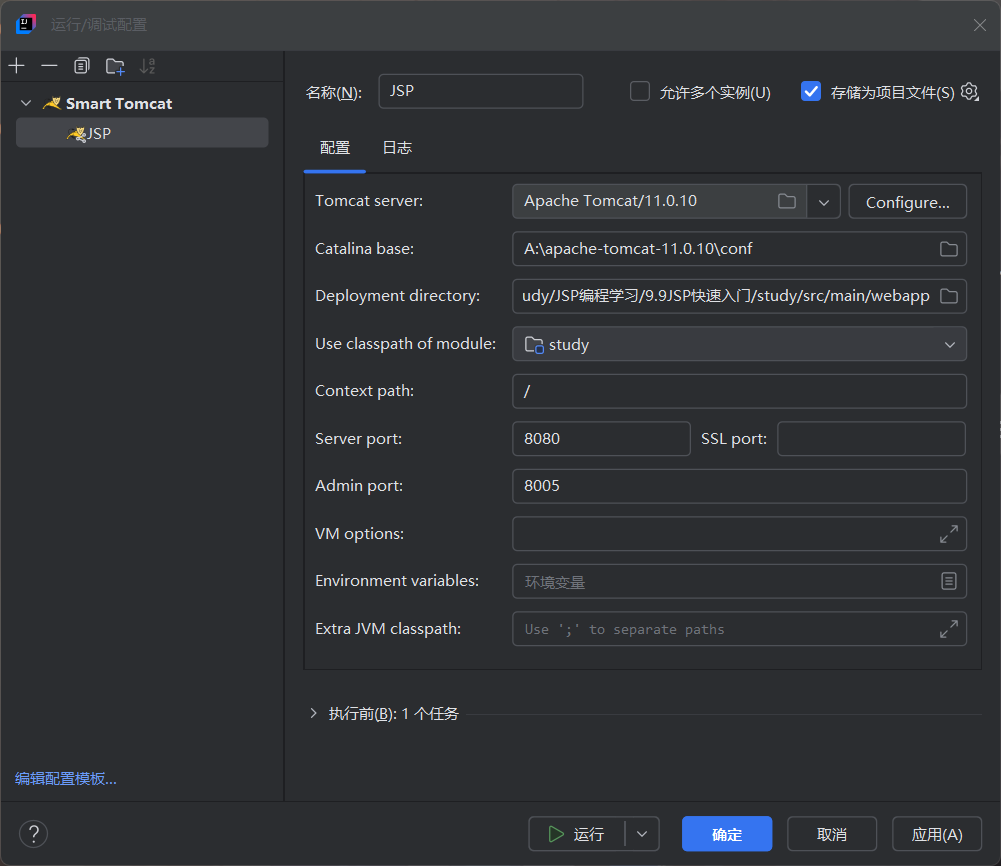 运行/调试配置
Smart Tomcat
JSP
名称(N): JSP 允许多个实例(U) 存储为项目文件(S)
配置 日志
Tomcat server: Apache Tomcat/11.0.10 Configure...
Catalina base: A:\apache-tomcat-11.0.10\conf
Deployment directory: udy/JSP编程学习/9.9JSP快速入门/study/src/main/webapp
Use classpath of module: study
Context path: /
Server port: 8080 SSL port:
Admin port: 8005
VM options:
Environment variables: 环境变量
Extra JVM classpath: Use ';' to separate paths
执行前(B): 1 个任务
编辑配置模板...
? 运行 确定 取消 应用(A)